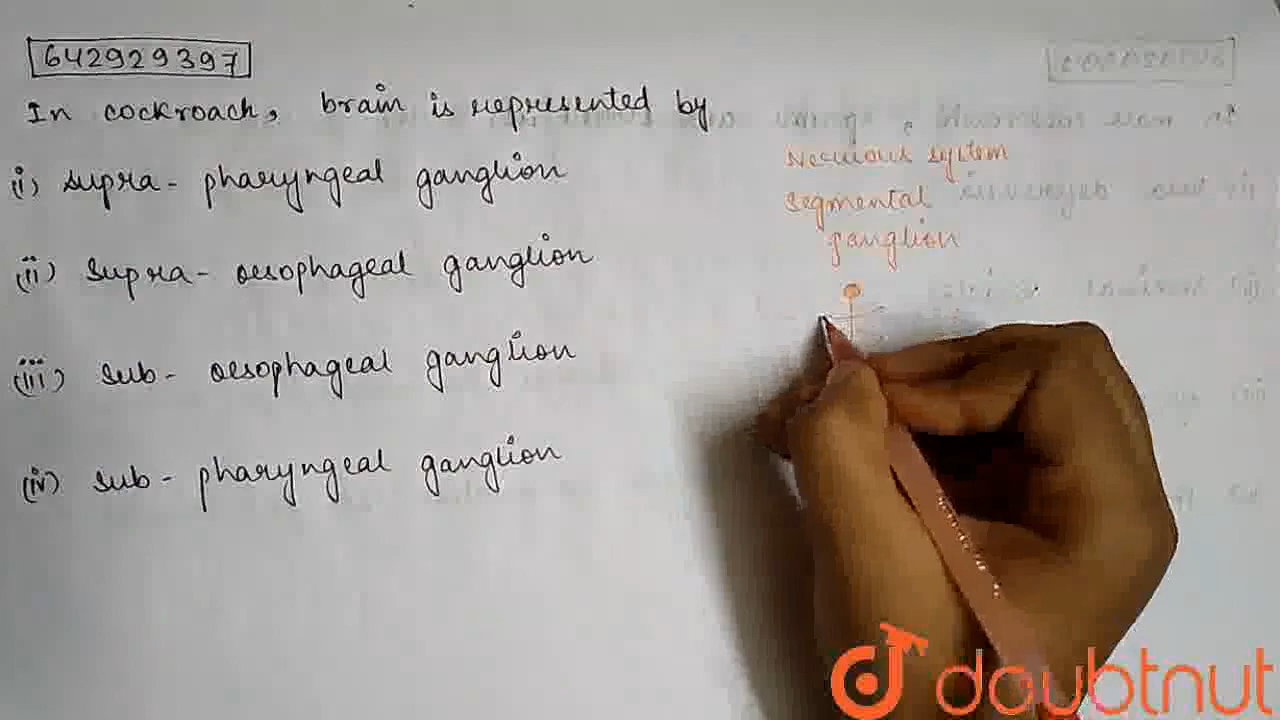 642929397
In cockroach, brain is represented by
(i) supra - pharyngeal ganglion
(ii) supra - oesophageal ganglion
(iii) sub - oesophageal ganglion
(iv) sub - pharyngeal ganglion
Nervous system
segmental
ganglion
doubtnut